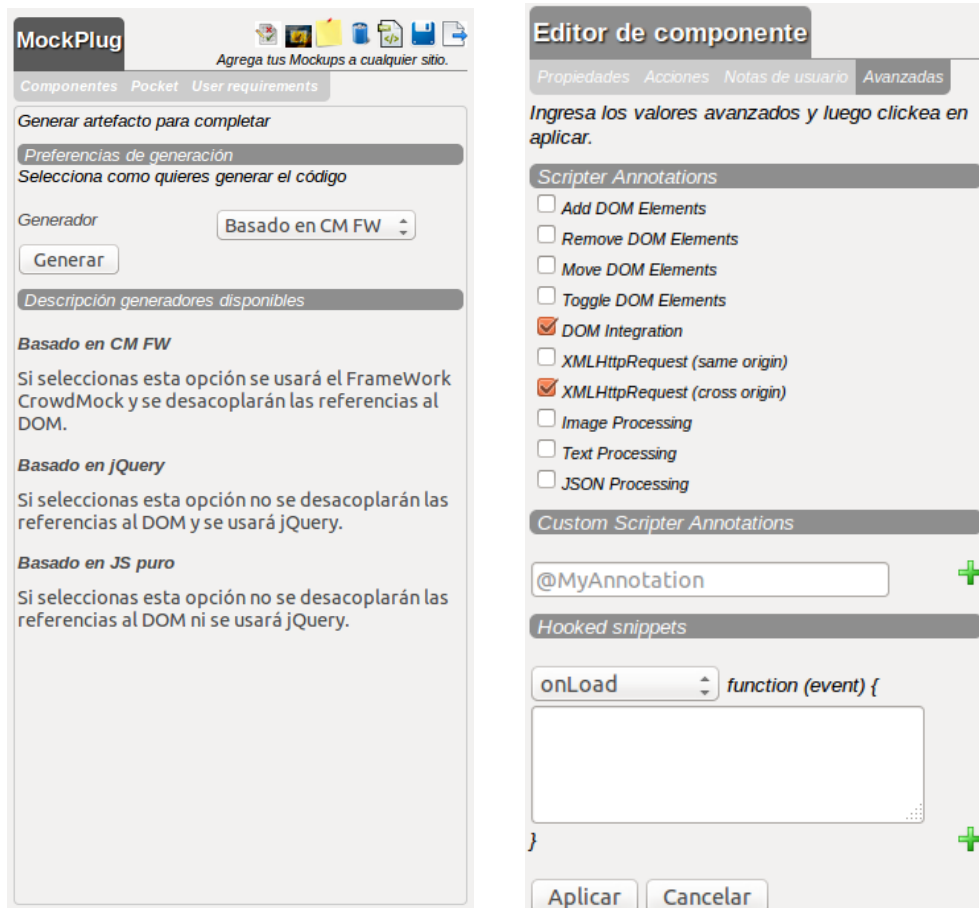 MockPlug
Agrega tus Mockups a cualquier sitio.
Componentes Pocket User requirements
Generar artefacto para completar
Preferencias de generación
Selecciona como quieres generar el código
Generador
Basado en CM FW
Generar
Descripción generadores disponibles
Basado en CM FW
Si seleccionas esta opción se usará el FrameWork
CrowdMock y se desacoplarán las referencias al
DOM.
Basado en jQuery
Si seleccionas esta opción no se desacoplarán las
referencias al DOM y se usará jQuery.
Basado en JS puro
Si seleccionas esta opción no se desacoplarán las
referencias al DOM ni se usará jQuery.
Editor de componente
Propiedades Acciones Notas de usuario Avanzadas
Ingresa los valores avanzados y luego clickea en
aplicar.
Scripter Annotations
Add DOM Elements
Remove DOM Elements
Move DOM Elements
Toggle DOM Elements
DOM Integration
XMLHttpRequest (same origin)
XMLHttpRequest (cross origin)
Image Processing
Text Processing
JSON Processing
Custom Scripter Annotations
@MyAnnotation
Hooked snippets
onLoad function (event) {
}
Aplicar Cancelar